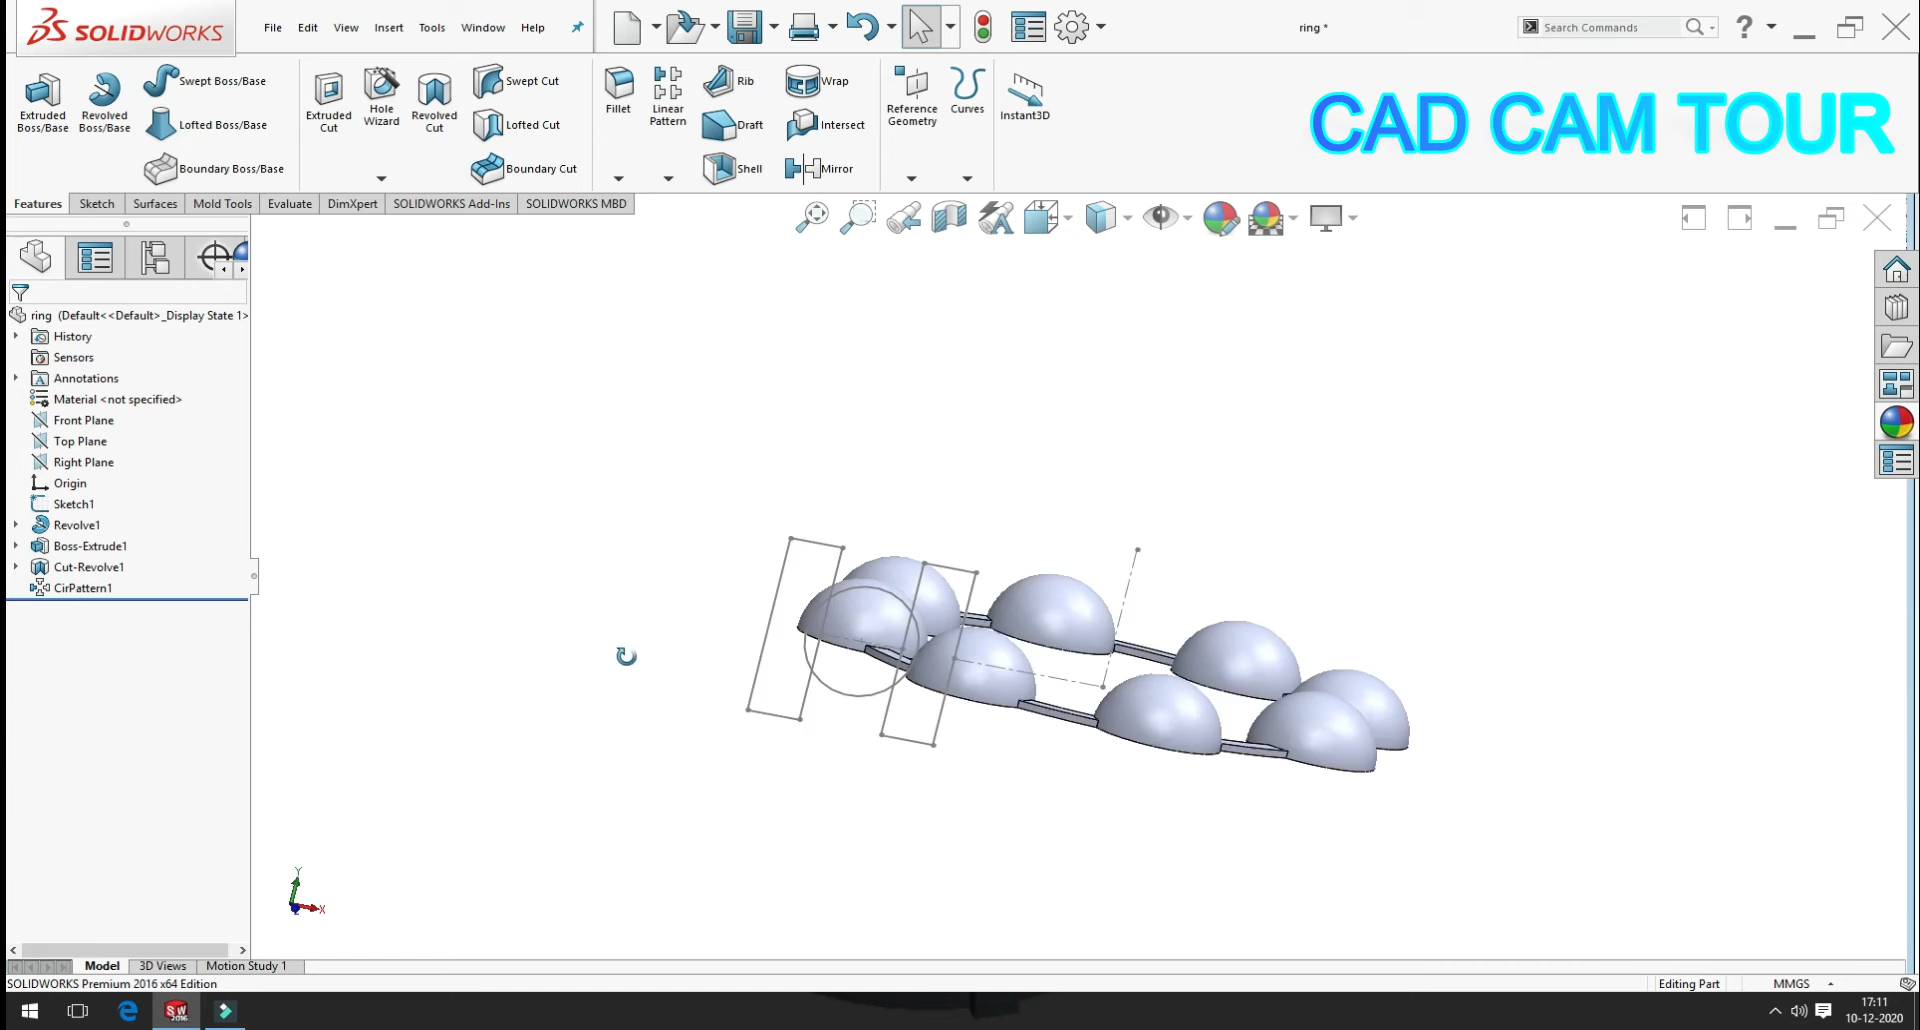 SOLIDWORKS
File Edit View Insert Tools Window Help
ring *
Search Commands
?
Extruded Boss/Base
Revolved Boss/Base
Swept Boss/Base
Lofted Boss/Base
Boundary Boss/Base
Extruded Cut
Hole Wizard
Revolved Cut
Swept Cut
Lofted Cut
Boundary Cut
Fillet
Linear Pattern
Rib
Draft
Shell
Wrap
Intersect
Mirror
Reference Geometry
Curves
Instant3D
CAD CAM TOUR
Features Sketch Surfaces Mold Tools Evaluate DimXpert SOLIDWORKS Add-Ins SOLIDWORKS MBD
ring (Default<<Default>_Display State 1>
History
Sensors
Annotations
Material <not specified>
Front Plane
Top Plane
Right Plane
Origin
Sketch1
Revolve1
Boss-Extrude1
Cut-Revolve1
CirPattern1
Y
X
Z
Model 3D Views Motion Study 1
SOLIDWORKS Premium 2016 x64 Edition
Editing Part
MMGS
SW 2016
17:11
10-12-2020